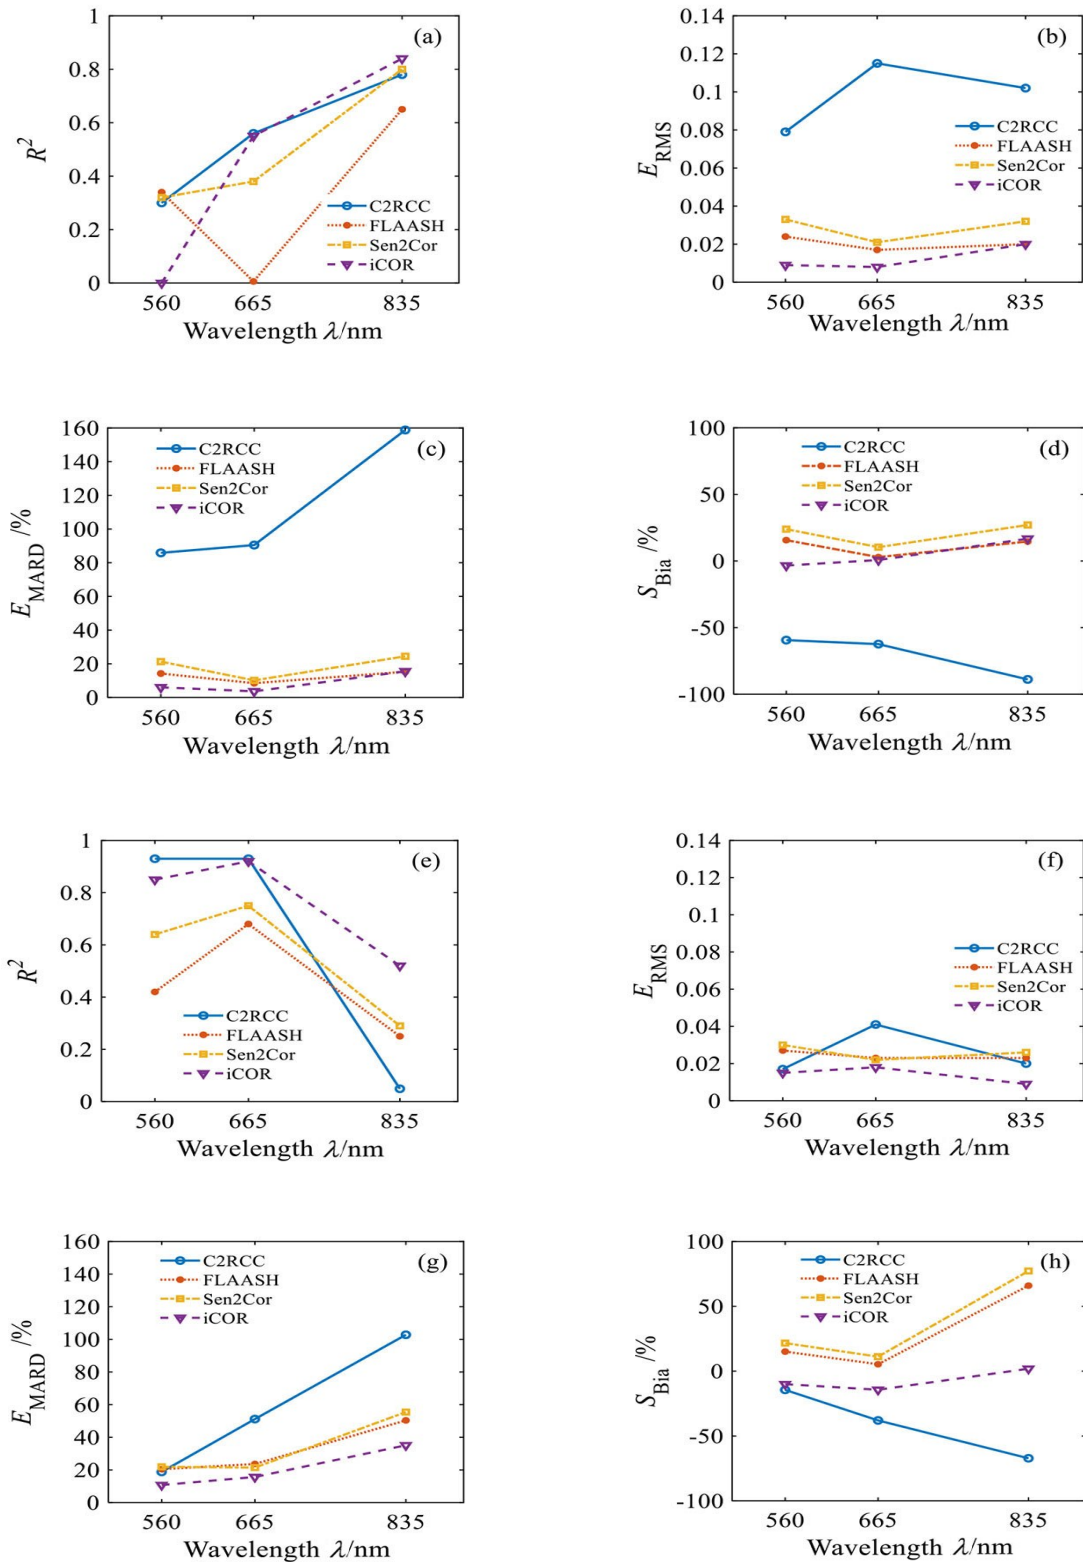 (a)
1
0.8
0.6
0.4
0.2
0
R²
C2RCC
FLAASH
Sen2Cor
iCOR
560 665 835
Wavelength λ/nm
(b)
0.14
0.12
0.1
0.08
0.06
0.04
0.02
0
E_RMS
C2RCC
FLAASH
Sen2Cor
iCOR
560 665 835
Wavelength λ/nm
(c)
160
140
120
100
80
60
40
20
0
E_MARD /%
C2RCC
FLAASH
Sen2Cor
iCOR
560 665 835
Wavelength λ/nm
(d)
100
50
0
-50
-100
S_Bia /%
C2RCC
FLAASH
Sen2Cor
iCOR
560 665 835
Wavelength λ/nm
(e)
1
0.8
0.6
0.4
0.2
0
R²
C2RCC
FLAASH
Sen2Cor
iCOR
560 665 835
Wavelength λ/nm
(f)
0.14
0.12
0.1
0.08
0.06
0.04
0.02
0
E_RMS
C2RCC
FLAASH
Sen2Cor
iCOR
560 665 835
Wavelength λ/nm
(g)
160
140
120
100
80
60
40
20
0
E_MARD /%
C2RCC
FLAASH
Sen2Cor
iCOR
560 665 835
Wavelength λ/nm
(h)
100
50
0
-50
-100
S_Bia /%
C2RCC
FLAASH
Sen2Cor
iCOR
560 665 835
Wavelength λ/nm